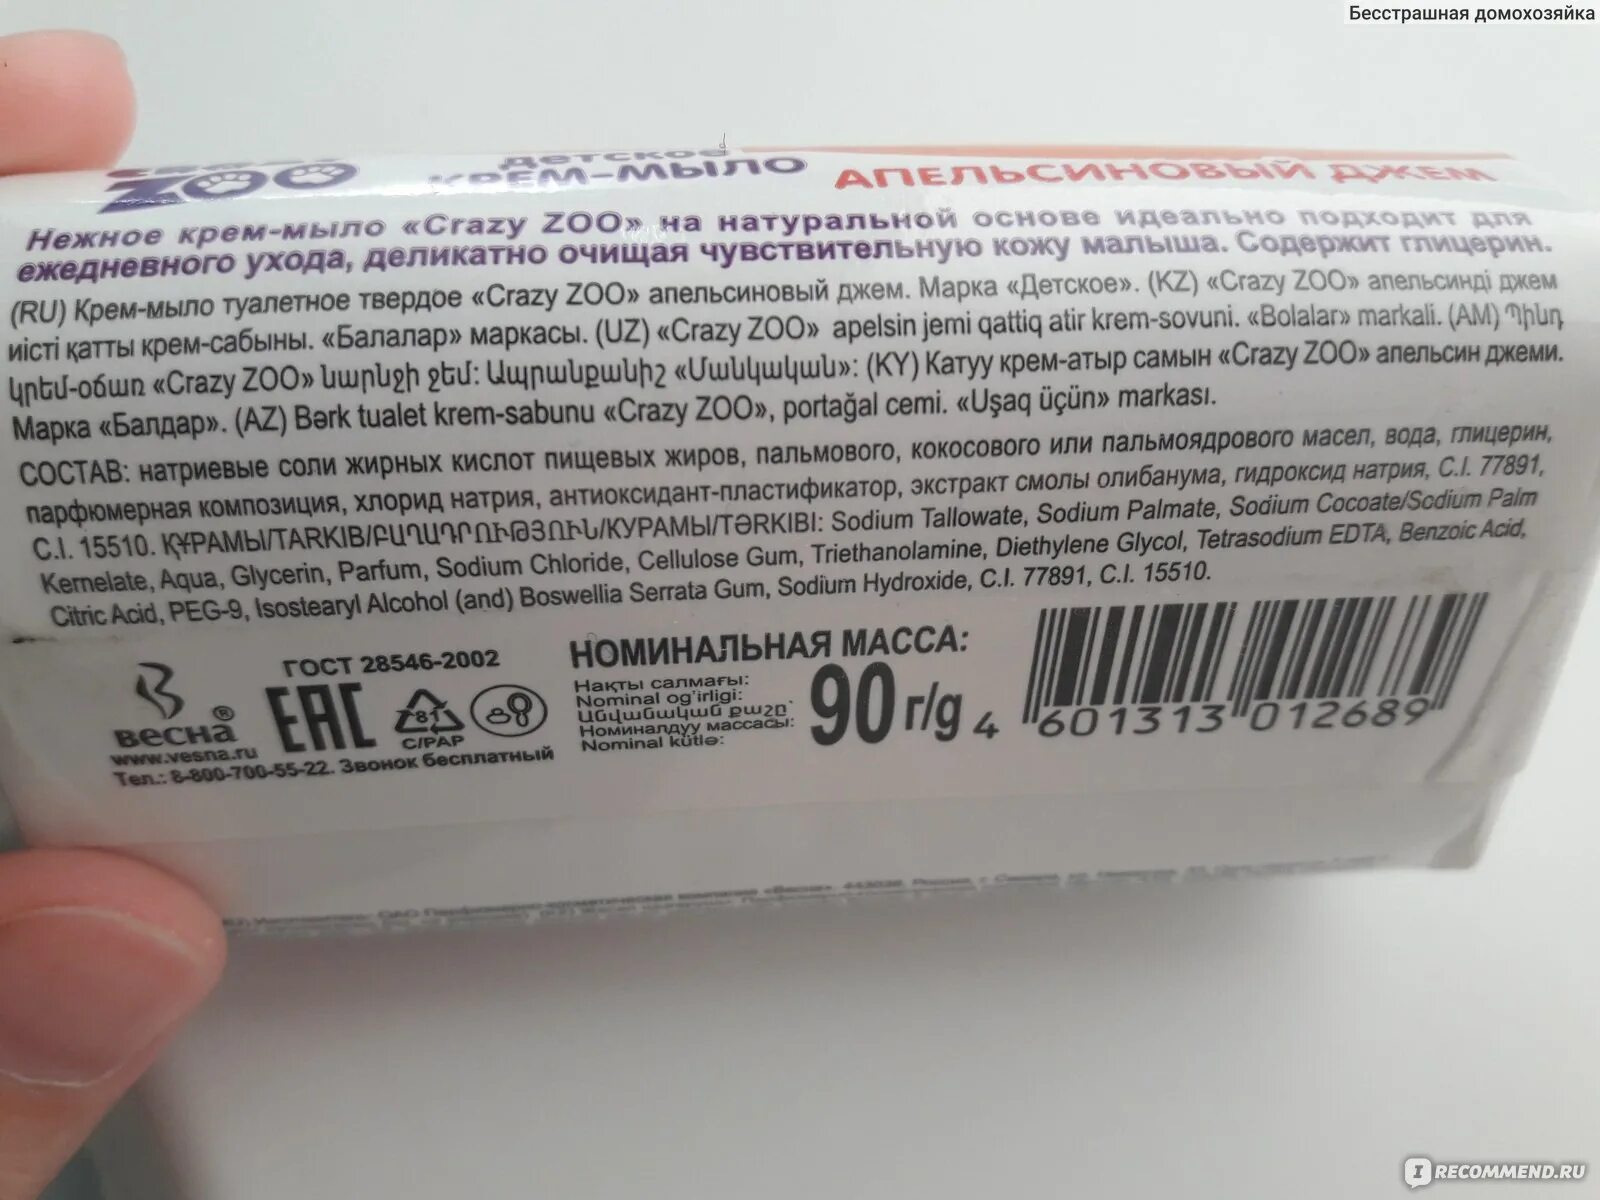 Бесстрашная домохозяйка
CRAZY ZOO
детское
крем-мыло АПЕЛЬСИНОВЫЙ ДЖЕМ
Нежное крем-мыло «Crazy ZOO» на натуральной основе идеально подходит для
ежедневного ухода, деликатно очищая чувствительную кожу малыша. Содержит глицерин.
(RU) Крем-мыло туалетное твердое «Crazy ZOO» апельсиновый джем. Марка «Детское». (KZ) «Crazy ZOO» апельсинді джем
иісті қатты крем-сабыны. «Балалар» маркасы. (UZ) «Crazy ZOO» apelsin jemi qattiq atir krem-sovuni. «Bolalar» markali. (AM) Պինդ
կրեմ-օճառ «Crazy ZOO» նարնջի ջեմ: Ապրանքանիշ «Մանկական»: (KY) Катуу крем-атыр самын «Crazy ZOO» апельсин джеми.
Марка «Балдар». (AZ) Bərk tualet krem-sabunu «Crazy ZOO», portağal cemi. «Uşaq üçün» markası.
СОСТАВ: натриевые соли жирных кислот пищевых жиров, пальмового, кокосового или пальмоядрового масел, вода, глицерин,
парфюмерная композиция, хлорид натрия, антиоксидант-пластификатор, экстракт смолы олибанума, гидроксид натрия, C.I. 77891,
C.I. 15510. ҚҰРАМЫ/TARKIB/ԲԱՂԱԴՐՈՒԹՅՈՒՆ/КУРАМЫ/TƏRKIBI: Sodium Tallowate, Sodium Palmate, Sodium Cocoate/Sodium Palm
Kernelate, Aqua, Glycerin, Parfum, Sodium Chloride, Cellulose Gum, Triethanolamine, Diethylene Glycol, Tetrasodium EDTA, Benzoic Acid,
Citric Acid, PEG-9, Isostearyl Alcohol (and) Boswellia Serrata Gum, Sodium Hydroxide, C.I. 77891, C.I. 15510.
весна®
www.vesna.ru
Тел.: 8-800-700-55-22. Звонок бесплатный
ГОСТ 28546-2002
EAC
81
C/PAP
НОМИНАЛЬНАЯ МАССА:
Нақты салмағы:
Nominal og'irligi:
Անվանական քաշը.
Номиналдуу массасы:
Nominal kütlə:
90 г/g
4 601313 012689
IRECOMMEND.RU